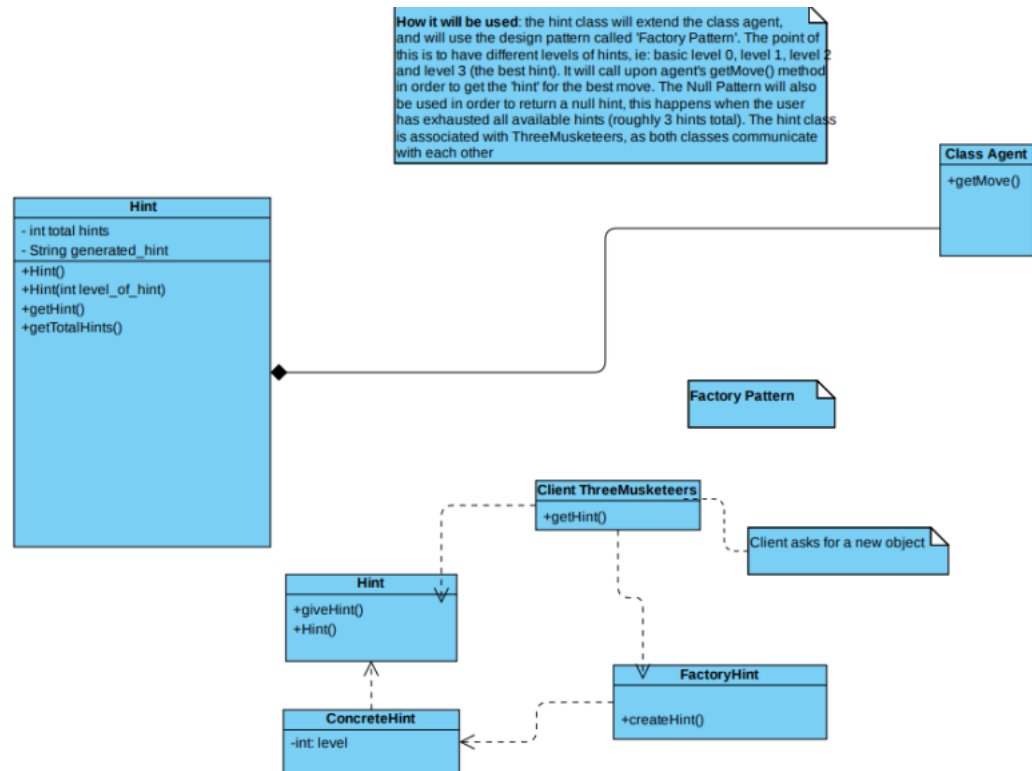 How it will be used: the hint class will extend the class agent,
and will use the design pattern called 'Factory Pattern'. The point of
this is to have different levels of hints, ie: basic level 0, level 1, level 2
and level 3 (the best hint). It will call upon agent's getMove() method
in order to get the 'hint' for the best move. The Null Pattern will also
be used in order to return a null hint, this happens when the user
has exhausted all available hints (roughly 3 hints total). The hint class
is associated with ThreeMusketeers, as both classes communicate
with each other
Class Agent
+getMove()
Hint
- int total hints
- String generated_hint
+Hint()
+Hint(int level_of_hint)
+getHint()
+getTotalHints()
Factory Pattern
Client ThreeMusketeers
+getHint()
Client asks for a new object
Hint
+giveHint()
+Hint()
FactoryHint
+createHint()
ConcreteHint
-int: level